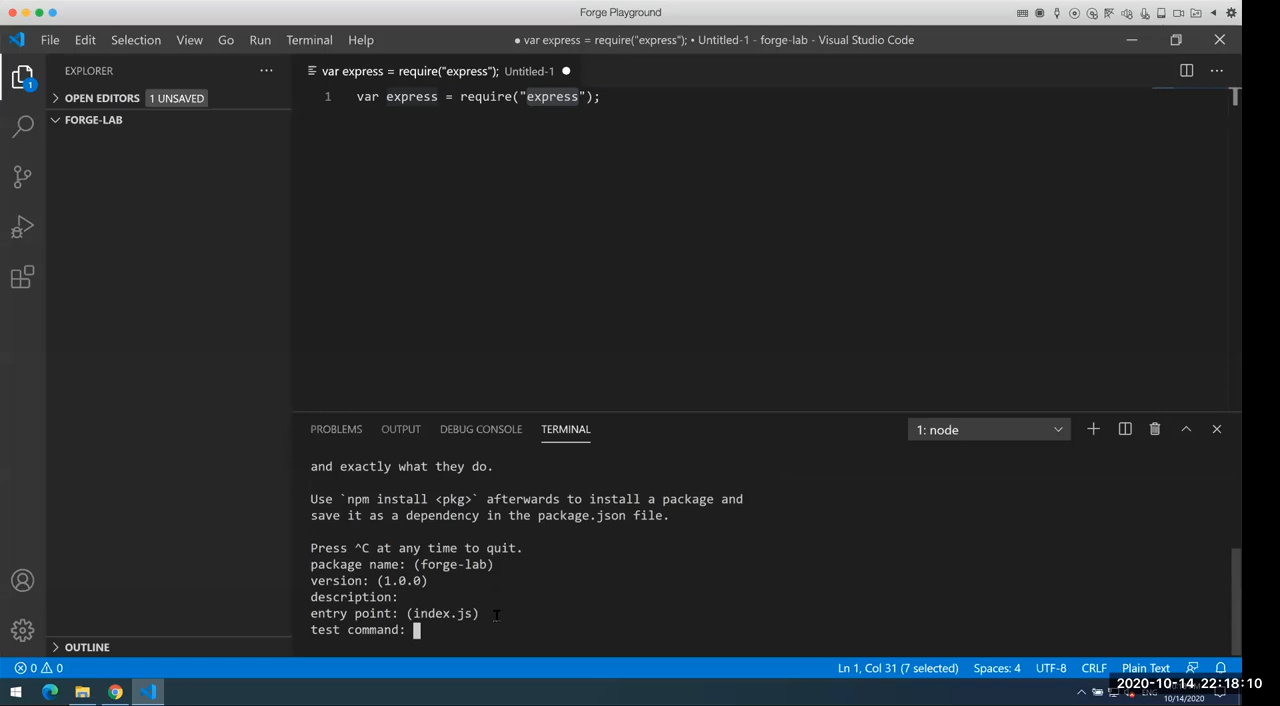 Forge Playground
File Edit Selection View Go Run Terminal Help
● var express = require("express"); • Untitled-1 - forge-lab - Visual Studio Code
EXPLORER
var express = require("express"); Untitled-1
OPEN EDITORS 1 UNSAVED
1 var express = require("express");
FORGE-LAB
1
PROBLEMS OUTPUT DEBUG CONSOLE TERMINAL
1: node
and exactly what they do.
Use `npm install <pkg>` afterwards to install a package and
save it as a dependency in the package.json file.
Press ^C at any time to quit.
package name: (forge-lab)
version: (1.0.0)
description:
entry point: (index.js)
test command:
OUTLINE
0 0
Ln 1, Col 31 (7 selected) Spaces: 4 UTF-8 CRLF Plain Text
2020-10-14 22:18:10
ENG
10/14/2020